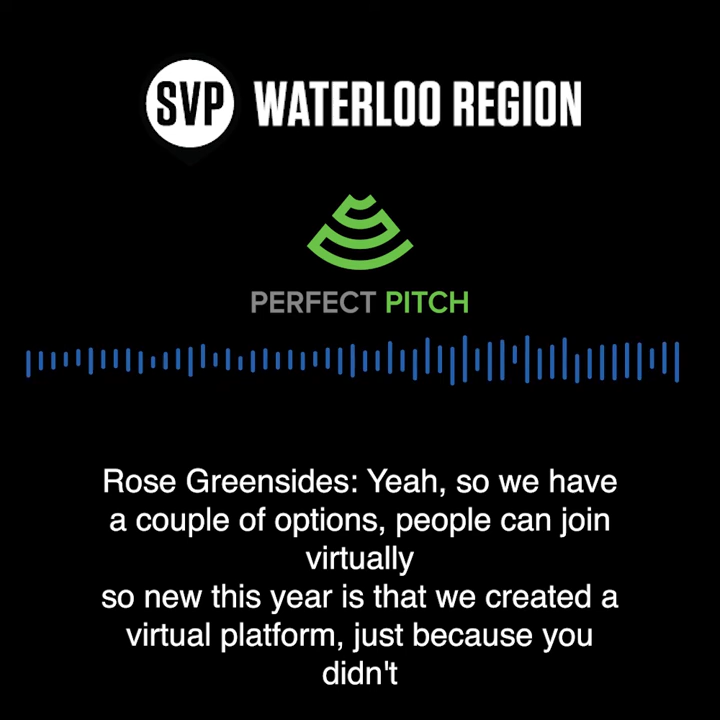 SVP WATERLOO REGION
PERFECT PITCH
Rose Greensides: Yeah, so we have
a couple of options, people can join
virtually
so new this year is that we created a
virtual platform, just because you
didn't